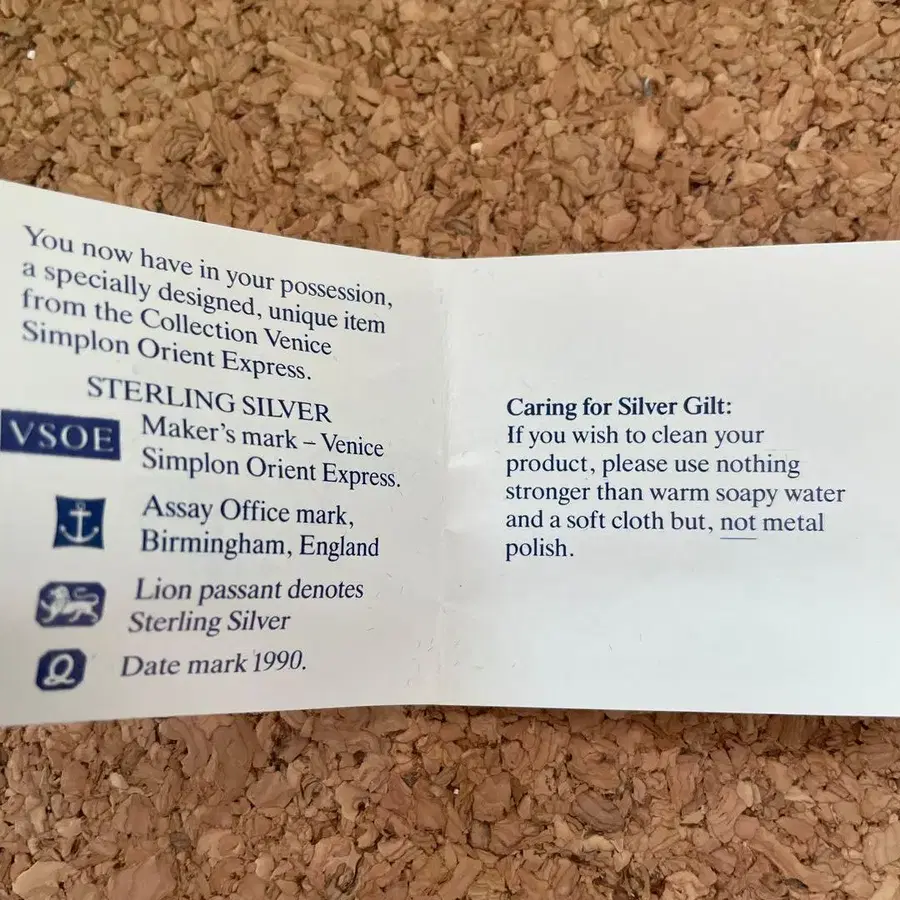 You now have in your possession,
a specially designed, unique item
from the Collection Venice
Simplon Orient Express.
STERLING SILVER
VSOE
Maker's mark – Venice
Simplon Orient Express.
Assay Office mark,
Birmingham, England
Lion passant denotes
Sterling Silver
Q
Date mark 1990.
Caring for Silver Gilt:
If you wish to clean your
product, please use nothing
stronger than warm soapy water
and a soft cloth but, not metal
polish.